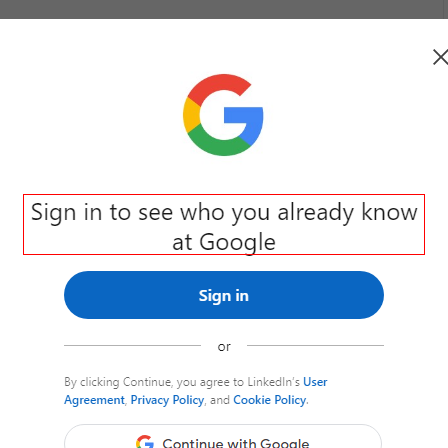 Sign in to see who you already know
at Google
Sign in
or
By clicking Continue, you agree to LinkedIn's User
Agreement, Privacy Policy, and Cookie Policy.
Continue with Google